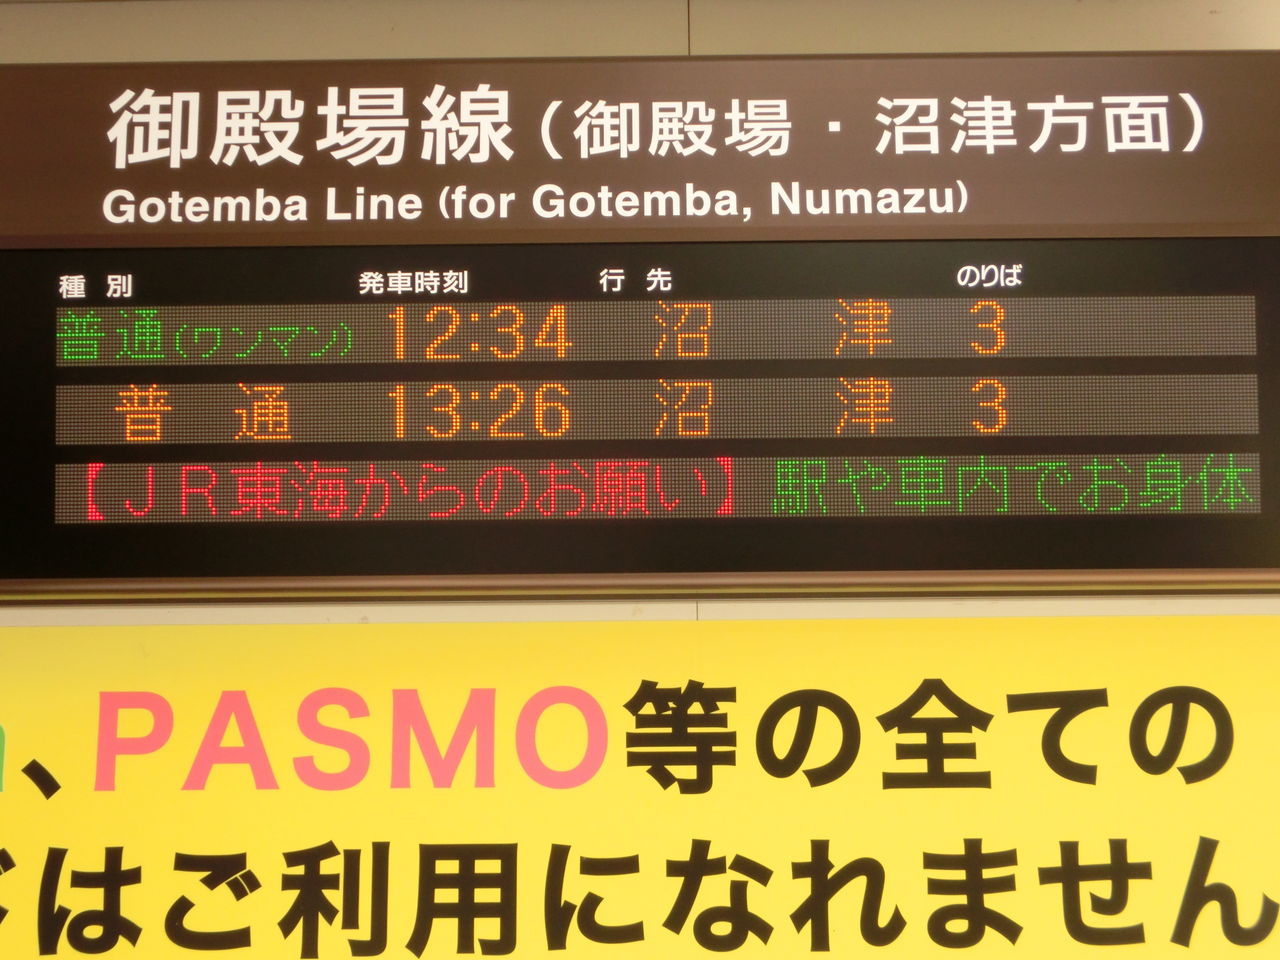 御殿場線（御殿場・沼津方面）
Gotemba Line (for Gotemba, Numazu)
種別 発車時刻 行先 のりば
普通(ワンマン) 12:34 沼津 3
普通 13:26 沼津 3
【ＪＲ東海からのお願い】 駅や車内でお身体
、PASMO等の全ての
はご利用になれません